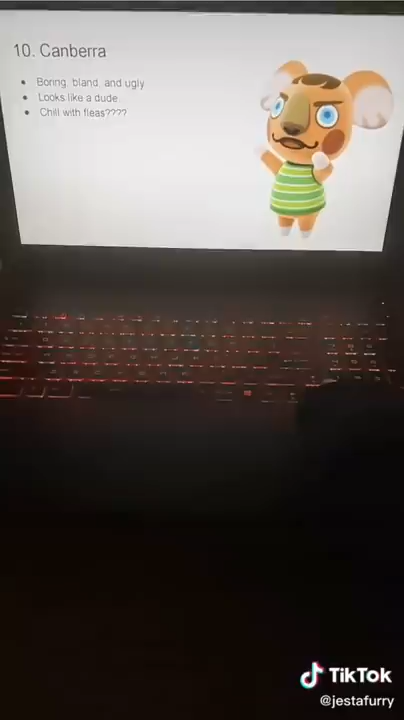 10. Canberra
Boring, bland, and ugly
Looks like a dude
Chill with fleas????
TikTok
@jestafurry